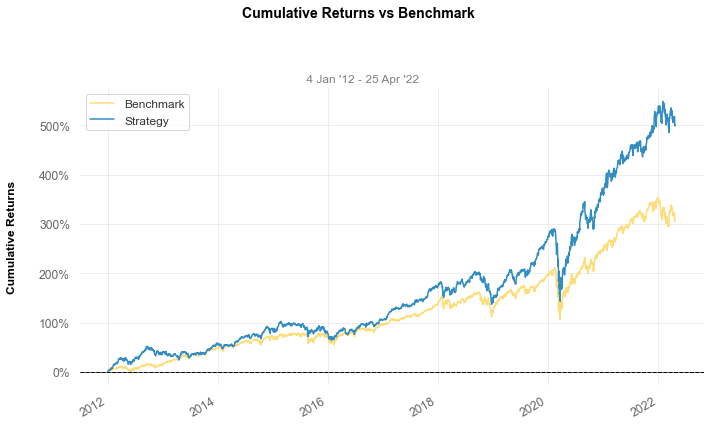 Cumulative Returns vs Benchmark
4 Jan '12 - 25 Apr '22
Benchmark
Strategy
Cumulative Returns
500%
400%
300%
200%
100%
0%
2012
2014
2016
2018
2020
2022